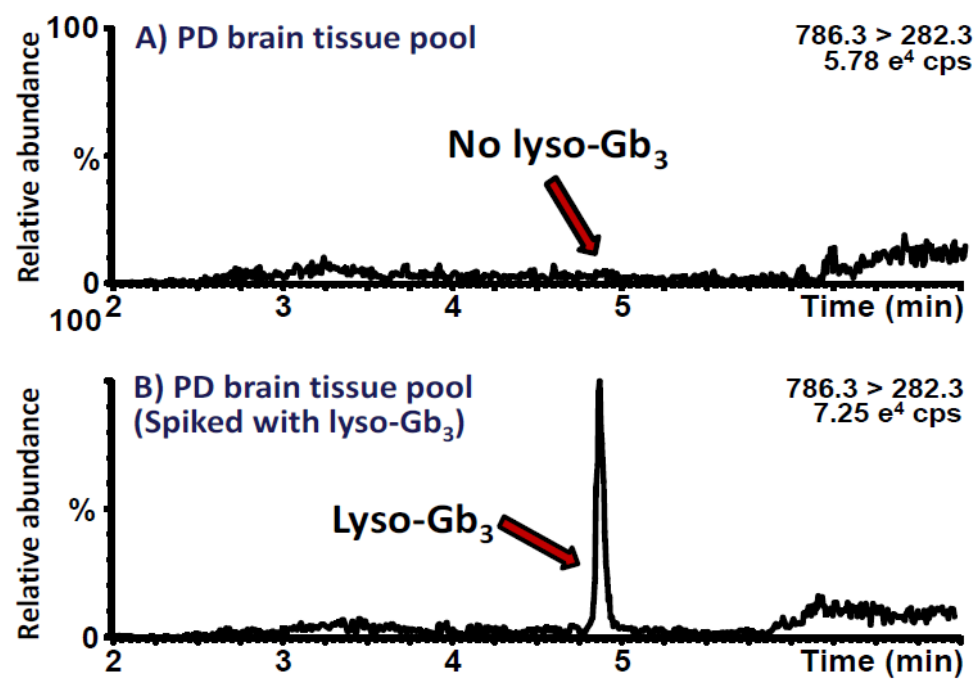 100
A) PD brain tissue pool
786.3 > 282.3
5.78 e⁴ cps
Relative abundance
%
No lyso-Gb₃
0
2 3 4 5 Time (min)
100
B) PD brain tissue pool
(Spiked with lyso-Gb₃)
786.3 > 282.3
7.25 e⁴ cps
Relative abundance
%
Lyso-Gb₃
0
2 3 4 5 Time (min)